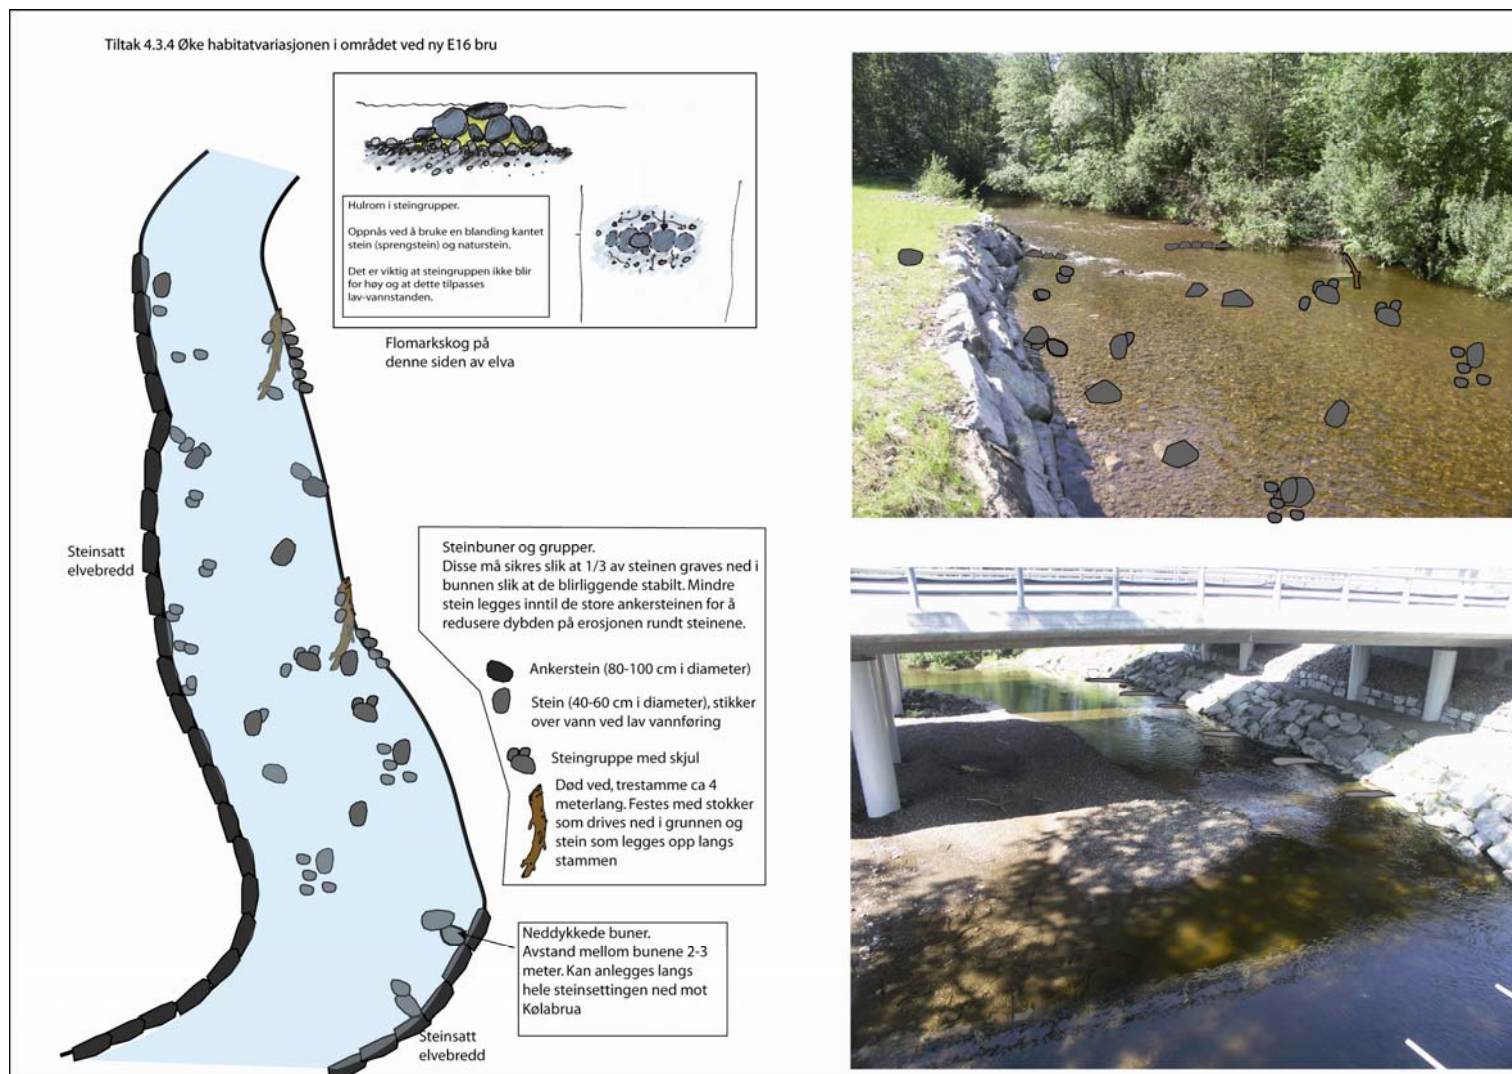 Tiltak 4.3.4 Øke habitatvariasjonen i området ved ny E16 bru
Hulrom i steingrupper.
Oppnås ved å bruke en blanding kantet
stein (sprengstein) og naturstein.
Det er viktig at steingruppen ikke blir
for høy og at dette tilpasses
lav-vannstanden.
Flomarkskog på
denne siden av elva
Steinsatt
elvebredd
Steinbuner og grupper.
Disse må sikres slik at 1/3 av steinen graves ned i
bunnen slik at de blirliggende stabilt. Mindre
stein legges inntil de store ankersteinen for å
redusere dybden på erosjonen rundt steinene.
Ankerstein (80-100 cm i diameter)
Stein (40-60 cm i diameter), stikker
over vann ved lav vannføring
Steingruppe med skjul
Død ved, trestamme ca 4
meterlang. Festes med stokker
som drives ned i grunnen og
stein som legges opp langs
stammen
Neddykkede buner.
Avstand mellom bunene 2-3
meter. Kan anlegges langs
hele steinsettingen ned mot
Kølabrua
Steinsatt
elvebredd